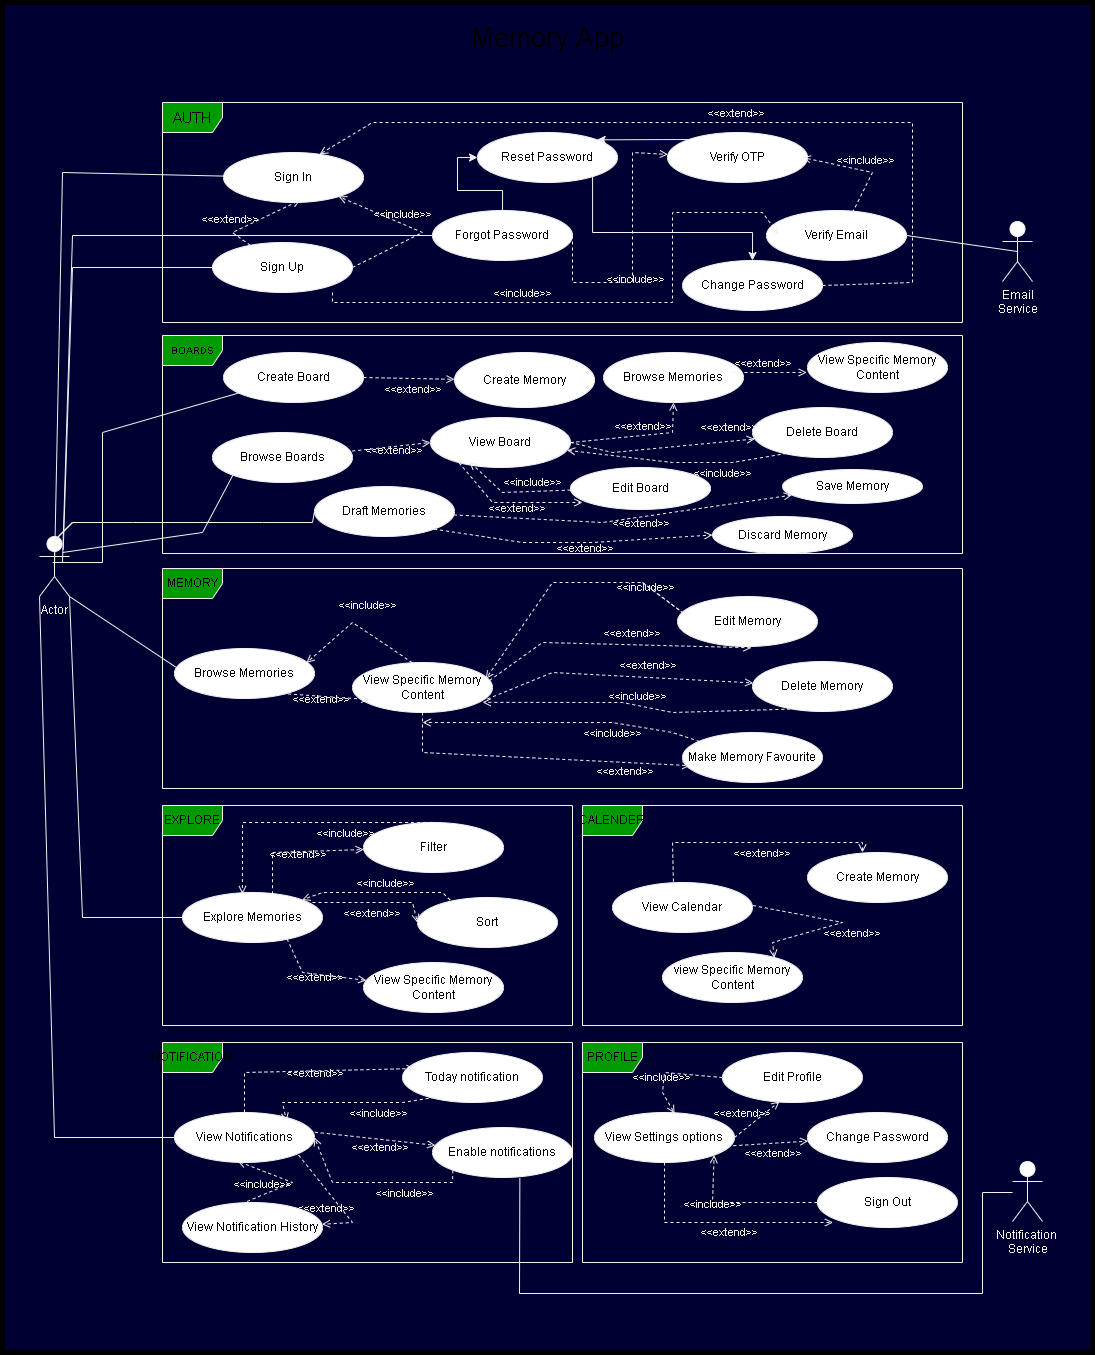 Memory App
AUTH
<<extend>>
Sign In
Reset Password
Verify OTP
<<include>>
<<extend>>
<<include>>
Forgot Password
Verify Email
Sign Up
<<include>>
Change Password
<<include>>
Email
Service
BOARDS
Create Board
<<extend>>
Create Memory
Browse Memories
<<extend>>
View Specific Memory
Content
<<extend>>
<<extend>>
Delete Board
Browse Boards
<<extend>>
View Board
<<include>>
<<include>>
Edit Board
Save Memory
<<extend>>
Draft Memories
<<extend>>
Discard Memory
<<extend>>
Actor
MEMORY
<<include>>
<<include>>
Edit Memory
<<extend>>
Browse Memories
<<extend>>
View Specific Memory
Content
<<extend>>
Delete Memory
<<include>>
<<include>>
Make Memory Favourite
<<extend>>
EXPLORE
<<include>>
<<extend>>
Filter
<<include>>
Explore Memories
<<extend>>
Sort
<<extend>>
View Specific Memory
Content
CALENDER
<<extend>>
Create Memory
View Calendar
<<extend>>
view Specific Memory
Content
NOTIFICATION
<<extend>>
Today notification
<<include>>
View Notifications
<<extend>>
Enable notifications
<<include>>
<<include>>
<<extend>>
View Notification History
PROFILE
<<include>>
Edit Profile
<<extend>>
View Settings options
Change Password
<<extend>>
<<include>>
Sign Out
<<extend>>
Notification
Service